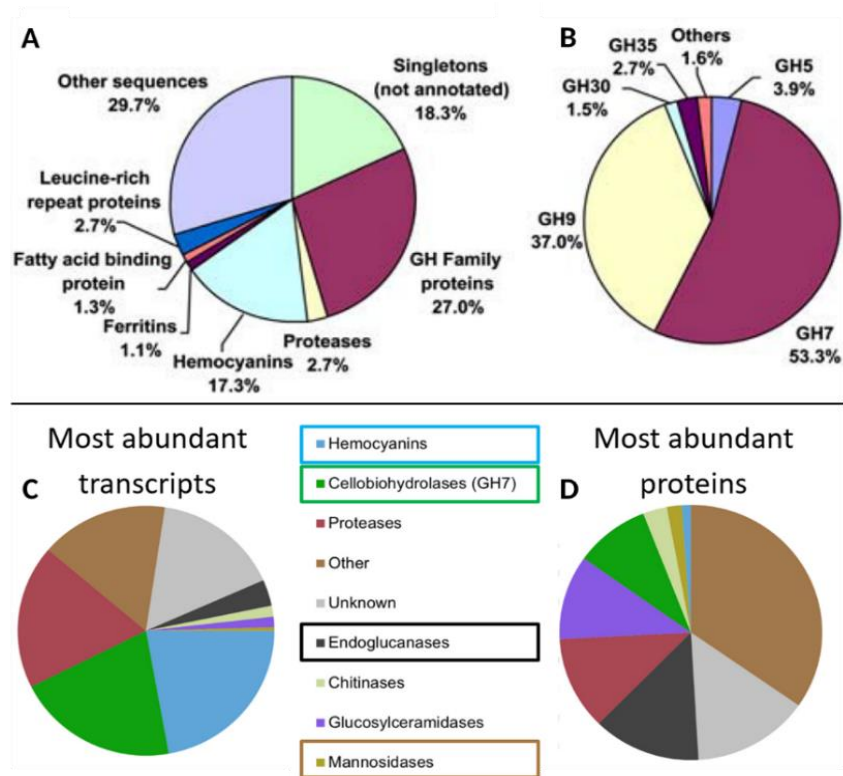 A
Other sequences
29.7%
Singletons
(not annotated)
18.3%
Leucine-rich
repeat proteins
2.7%
Fatty acid binding
protein
1.3%
Ferritins
1.1%
Hemocyanins
17.3%
Proteases
2.7%
GH Family
proteins
27.0%
B
GH35
2.7%
Others
1.6%
GH30
1.5%
GH5
3.9%
GH9
37.0%
GH7
53.3%
Most abundant
C transcripts
Hemocyanins
Cellobiohydrolases (GH7)
Proteases
Other
Unknown
Endoglucanases
Chitinases
Glucosylceramidases
Mannosidases
Most abundant
D proteins